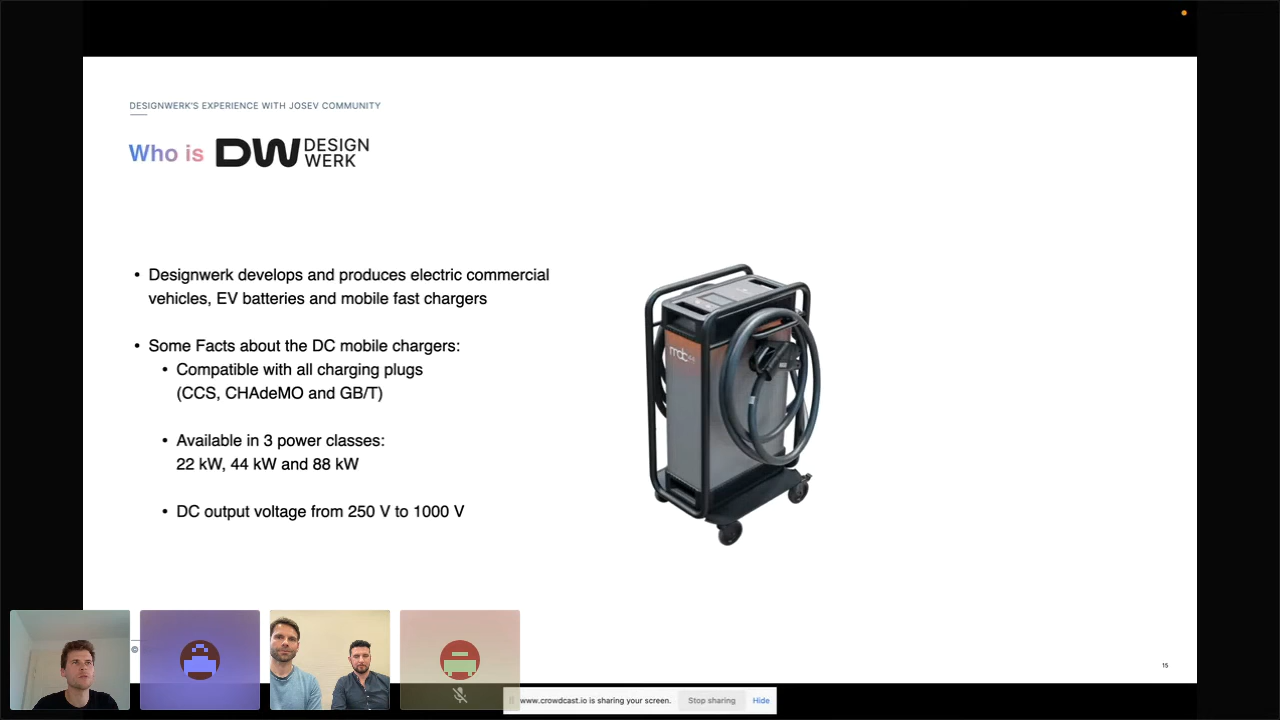 DESIGNWERK'S EXPERIENCE WITH JOSEV COMMUNITY
Who is DW DESIGN
WERK
• Designwerk develops and produces electric commercial
vehicles, EV batteries and mobile fast chargers
• Some Facts about the DC mobile chargers:
• Compatible with all charging plugs
(CCS, CHAdeMO and GB/T)
• Available in 3 power classes:
22 kW, 44 kW and 88 kW
• DC output voltage from 250 V to 1000 V
©
15
www.crowdcast.io is sharing your screen.
Stop sharing
Hide